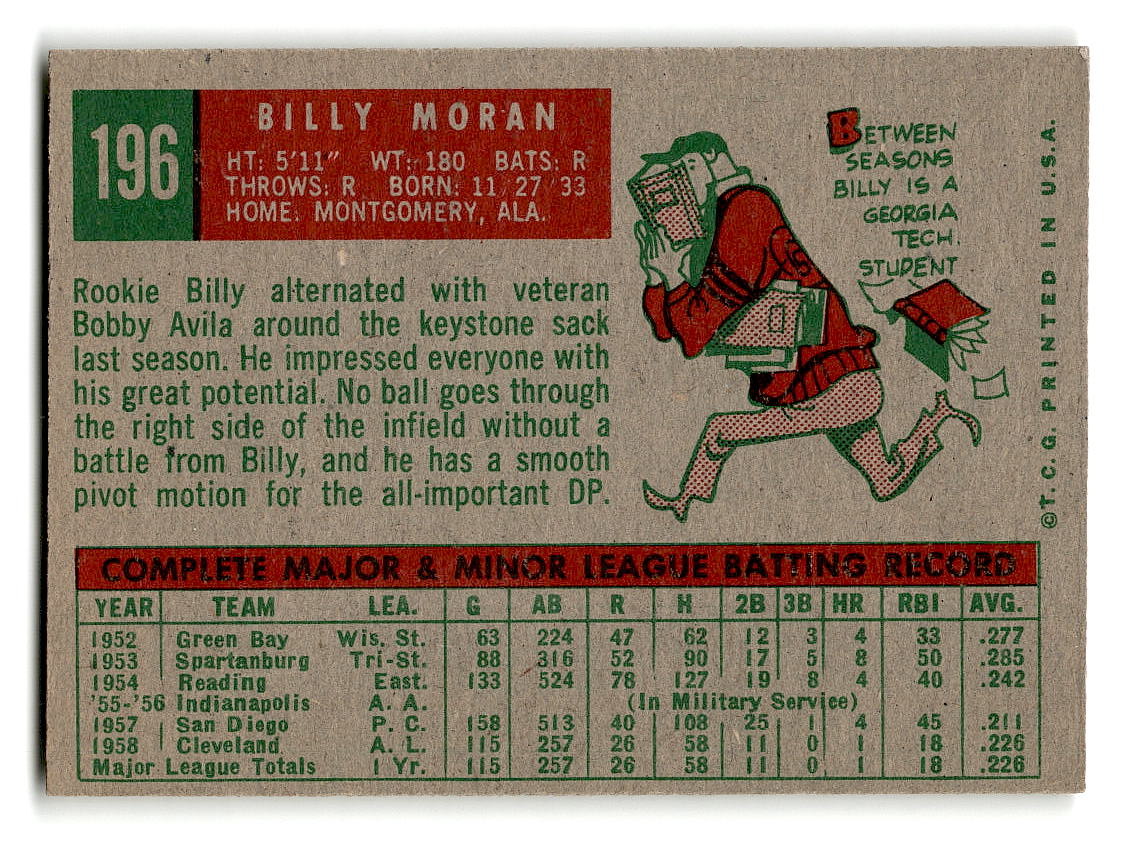 196
BILLY MORAN
HT: 5'11" WT: 180 BATS: R
THROWS: R BORN: 11 27 '33
HOME: MONTGOMERY, ALA.
BETWEEN
SEASONS
BILLY IS A
GEORGIA
TECH.
STUDENT
Rookie Billy alternated with veteran
Bobby Avila around the keystone sack
last season. He impressed everyone with
his great potential. No ball goes through
the right side of the infield without a
battle from Billy, and he has a smooth
pivot motion for the all-important DP.
©T. C. G. PRINTED IN U.S.A.
COMPLETE MAJOR & MINOR LEAGUE BATTING RECORD
YEAR TEAM LEA. G AB R H 2B 3B HR RBI AVG.
1952 Green Bay Wis. St. 63 224 47 62 12 3 4 33 .277
1953 Spartanburg Tri-St. 88 316 52 90 17 5 8 50 .285
1954 Reading East. 133 524 78 127 19 8 4 40 .242
'55-'56 Indianapolis A. A. (In Military Service)
1957 San Diego P. C. 158 513 40 108 25 1 4 45 .211
1958 Cleveland A. L. 115 257 26 58 11 0 1 18 .226
Major League Totals 1 Yr. 115 257 26 58 11 0 1 18 .226